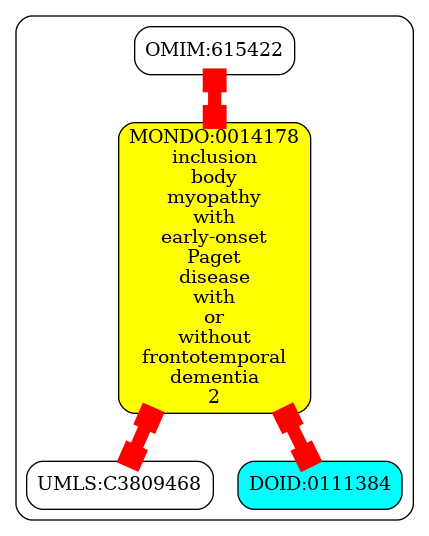 OMIM:615422
MONDO:0014178
inclusion
body
myopathy
with
early-onset
Paget
disease
with
or
without
frontotemporal
dementia
2
UMLS:C3809468
DOID:0111384